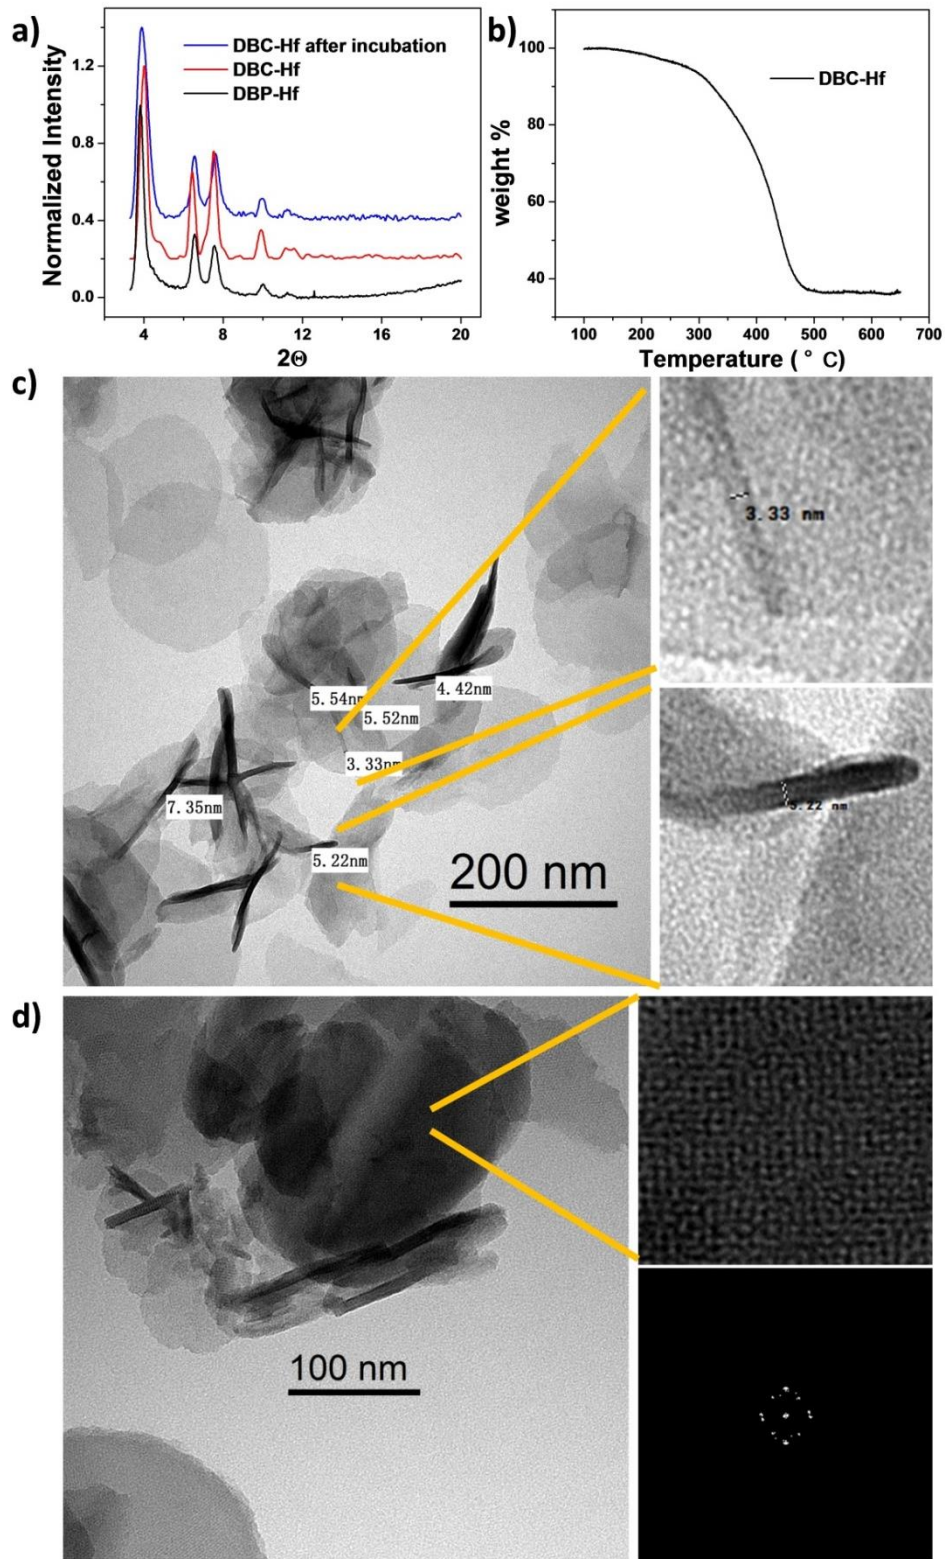 a)
Normalized Intensity
1.2
0.8
0.4
0.0
DBC-Hf after incubation
DBC-Hf
DBP-Hf
4
8
12
16
20
2Θ
b)
weight %
100
80
60
40
DBC-Hf
100
200
300
400
500
600
700
Temperature ( ° C)
c)
5.54nm
4.42nm
5.52nm
3.33nm
7.35nm
5.22nm
200 nm
3.33 nm
5.22 nm
d)
100 nm